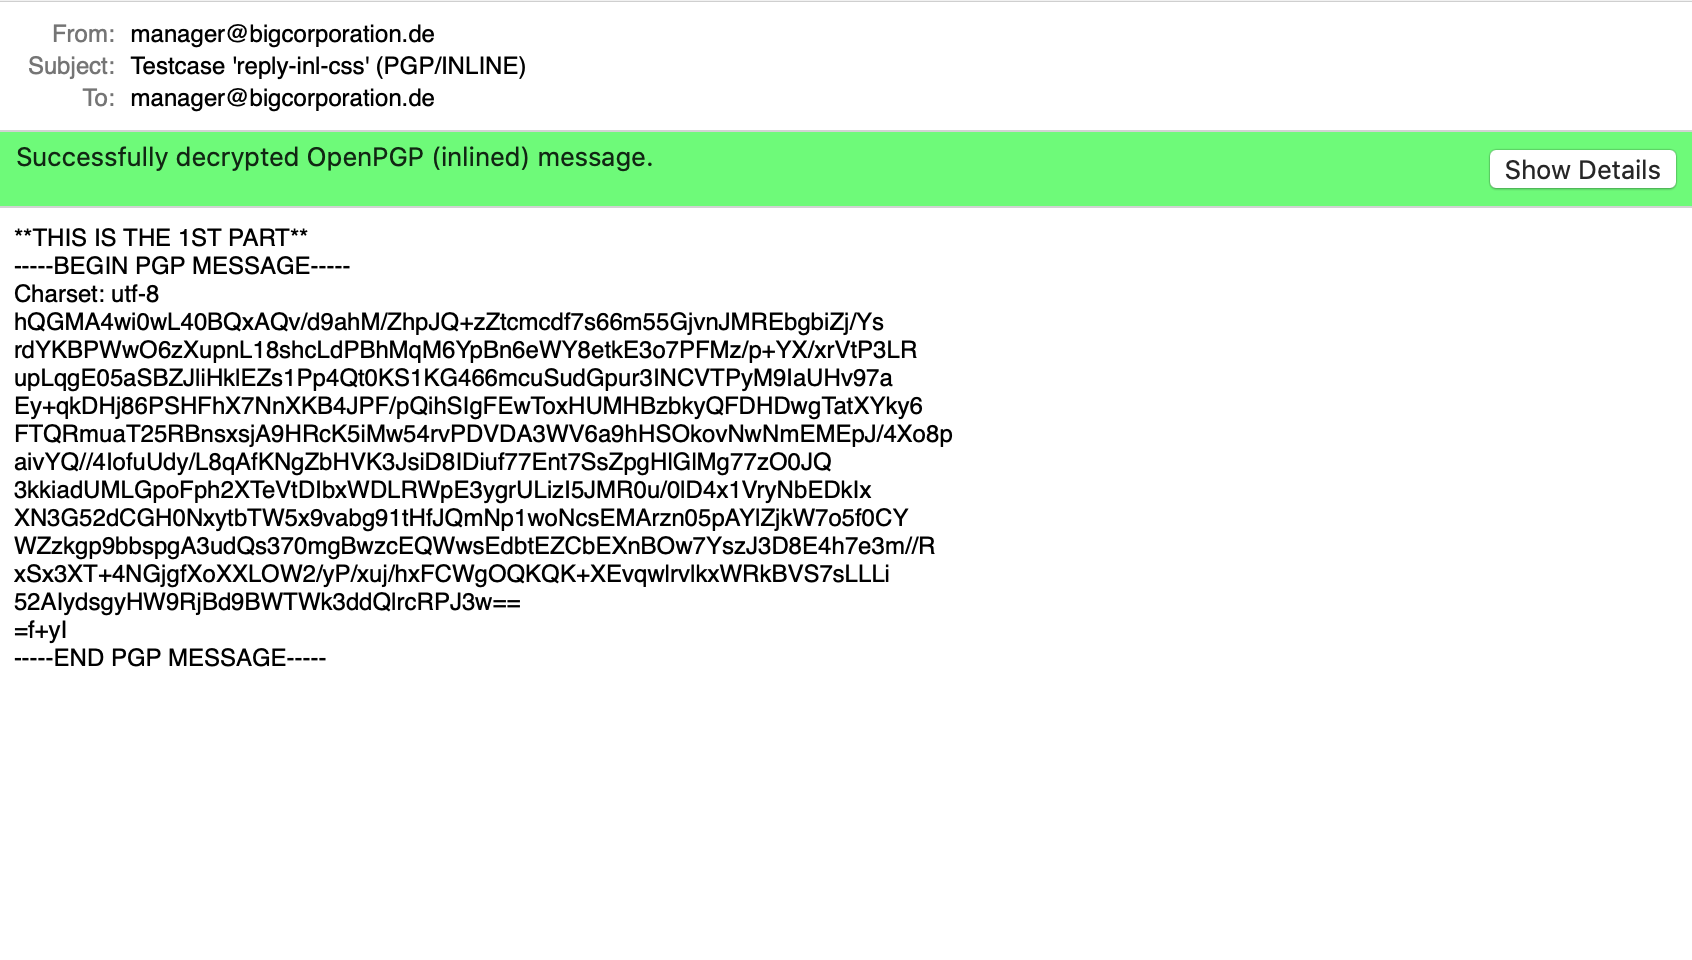 From: manager@bigcorporation.de
Subject: Testcase 'reply-inl-css' (PGP/INLINE)
To: manager@bigcorporation.de
Successfully decrypted OpenPGP (inlined) message.
Show Details
**THIS IS THE 1ST PART**
-----BEGIN PGP MESSAGE-----
Charset: utf-8
hQGMA4wi0wL40BQxAQv/d9ahM/ZhpJQ+zZtcmcdf7s66m55GjvnJMREbgbiZj/Ys
rdYKBPWwO6zXupnL18shcLdPBhMqM6YpBn6eWY8etkE3o7PFMz/p+YX/xrVtP3LR
upLqgE05aSBZJliHklEZs1Pp4Qt0KS1KG466mcuSudGpur3INCVTPyM9IaUHv97a
Ey+qkDHj86PSHFhX7NnXKB4JPF/pQihSIgFEwToxHUMHBzbkyQFDHDwgTatXYky6
FTQRmuaT25RBnsxsjA9HRcK5iMw54rvPDVDA3WV6a9hHSOkovNwNmEMEpJ/4Xo8p
aivYQ//4IofuUdy/L8qAfKNgZbHVK3JsiD8IDiuf77Ent7SsZpgHlGlMg77zO0JQ
3kkiadUMLGpoFph2XTeVtDIbxWDLRWpE3ygrULizI5JMR0u/0lD4x1VryNbEDkIx
XN3G52dCGH0NxytbTW5x9vabg91tHfJQmNp1woNcsEMArzn05pAYlZjkW7o5f0CY
WZzkgp9bbspgA3udQs370mgBwzcEQWwsEdbtEZCbEXnBOw7YszJ3D8E4h7e3m//R
xSx3XT+4NGjgfXoXXLOW2/yP/xuj/hxFCWgOQKQK+XEvqwlrvlkxWRkBVS7sLLLi
52AIydsgyHW9RjBd9BWTWk3ddQlrcRPJ3w==
=f+yI
-----END PGP MESSAGE-----